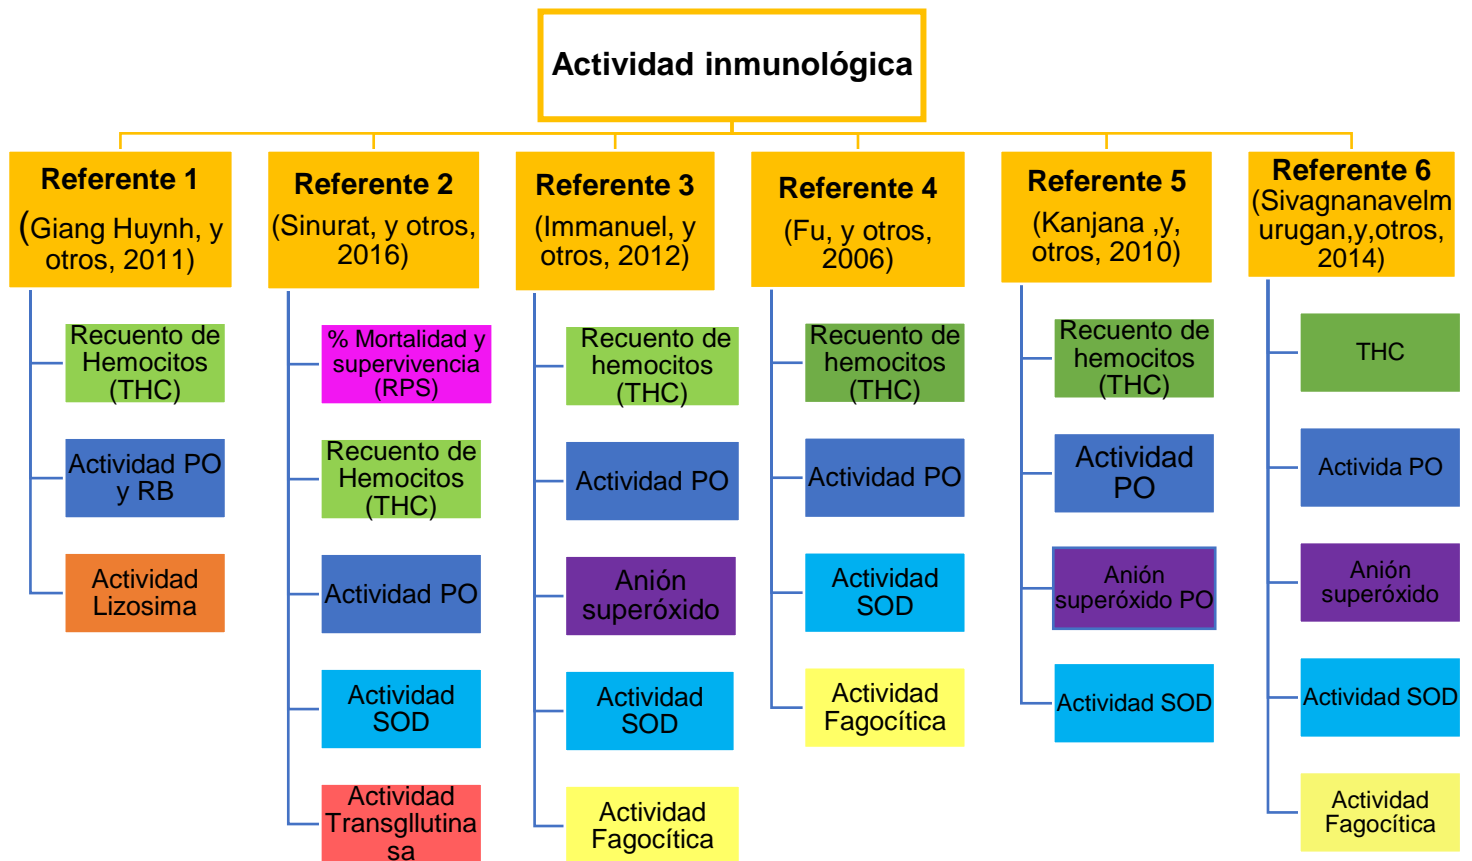 Actividad inmunológica
Referente 1
(Giang Huynh, y
otros, 2011)
Recuento de
Hemocitos
(THC)
Actividad PO
y RB
Actividad
Lizosima
Referente 2
(Sinurat, y otros,
2016)
% Mortalidad y
supervivencia
(RPS)
Recuento de
Hemocitos
(THC)
Actividad PO
Actividad
SOD
Actividad
Transgllutina
sa
Referente 3
(Immanuel, y
otros, 2012)
Recuento de
hemocitos
(THC)
Actividad PO
Anión
superóxido
Actividad
SOD
Actividad
Fagocítica
Referente 4
(Fu, y otros,
2006)
Recuento de
hemocitos
(THC)
Actividad PO
Actividad
SOD
Actividad
Fagocítica
Referente 5
(Kanjana ,y,
otros, 2010)
Recuento de
hemocitos
(THC)
Actividad
PO
Anión
superóxido PO
Actividad SOD
Referente 6
(Sivagnanavelm
urugan,y,otros,
2014)
THC
Activida PO
Anión
superóxido
Actividad SOD
Actividad
Fagocítica